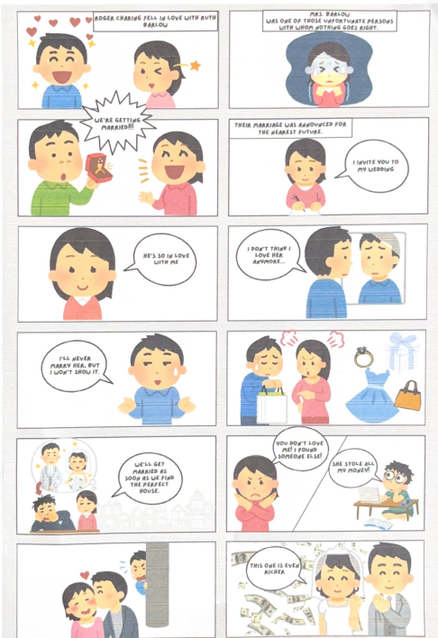 ROGER CHARING FELL IN LOVE WITH RUTH
BARLOW
MRS. BARLOW
WAS ONE OF THOSE UNFORTUNATE PERSONS
WITH WHOM NOTHING GOES RIGHT.
WE'RE GETTING
MARRIED!!!
THEIR MARRIAGE WAS ANNOUNCED FOR
THE NEAREST FUTURE.
I INVITE YOU TO
MY WEDDING
HE'S SO IN LOVE
WITH ME
I DON'T THINK I
LOVE HER
ANYMORE...
I'LL NEVER
MARRY HER, BUT
I WON'T SHOW IT.
WE'LL GET
MARRIED AS
SOON AS WE FIND
THE PERFECT
HOUSE.
YOU DON'T LOVE
ME! I FOUND
SOMEONE ELSE!
SHE STOLE ALL
MY MONEY!
THIS ONE IS EVEN
RICHER